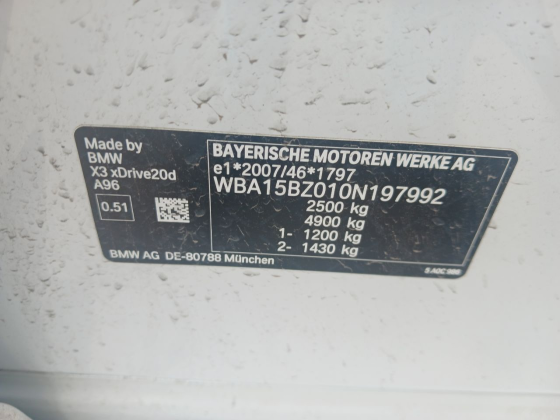 Made by
BMW
X3 xDrive20d
A96
0.51
BAYERISCHE MOTOREN WERKE AG
e1*2007/46*1797
WBA15BZ010N197992
2500 kg
4900 kg
1- 1200 kg
2- 1430 kg
BMW AG DE-80788 München